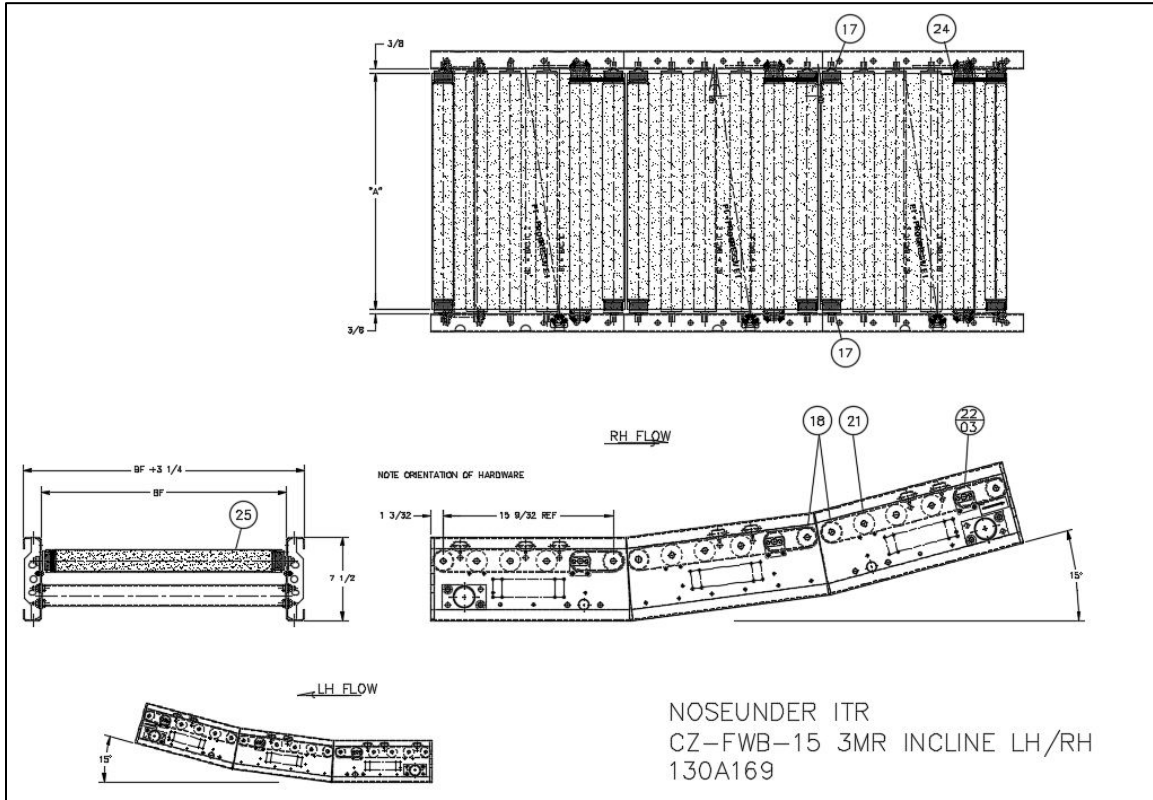 17
24
3/8
"A"
3/8
17
RH FLOW
18
21
22
03
BF +3 1/4
BF
25
NOTE ORIENTATION OF HARDWARE
1 3/32
15 9/32 REF
7 1/2
15°
LH FLOW
15°
NOSEUNDER ITR
CZ-FWB-15 3MR INCLINE LH/RH
130A169